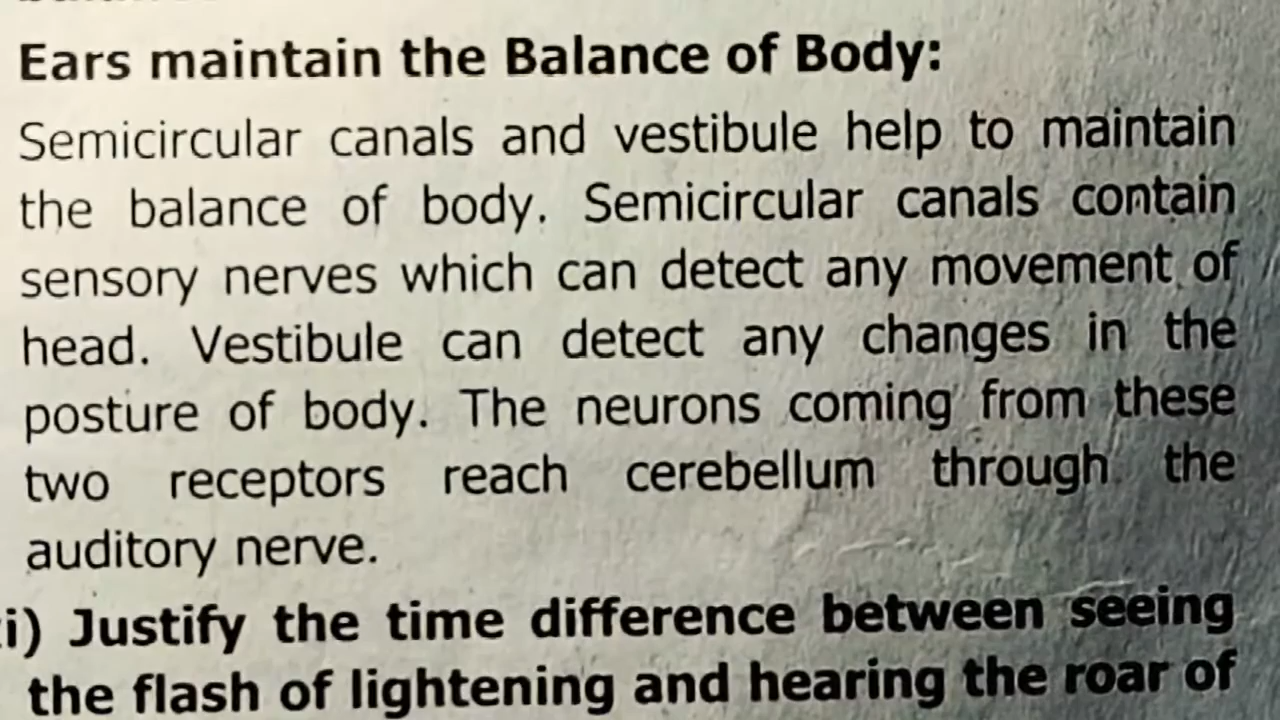 Ears maintain the Balance of Body:
Semicircular canals and vestibule help to maintain
the balance of body. Semicircular canals contain
sensory nerves which can detect any movement of
head. Vestibule can detect any changes in the
posture of body. The neurons coming from these
two receptors reach cerebellum through the
auditory nerve.
i) Justify the time difference between seeing
the flash of lightening and hearing the roar of